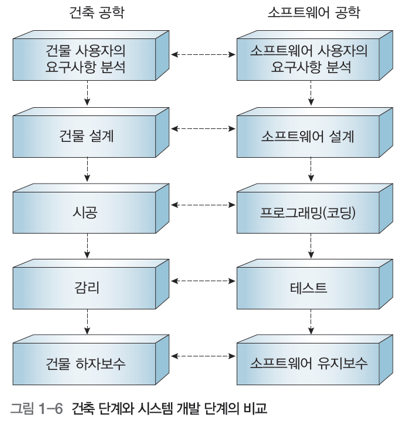 건축 공학
소프트웨어 공학
건물 사용자의
요구사항 분석
소프트웨어 사용자의
요구사항 분석
건물 설계
소프트웨어 설계
시공
프로그래밍(코딩)
감리
테스트
건물 하자보수
소프트웨어 유지보수
그림 1-6 건축 단계와 시스템 개발 단계의 비교